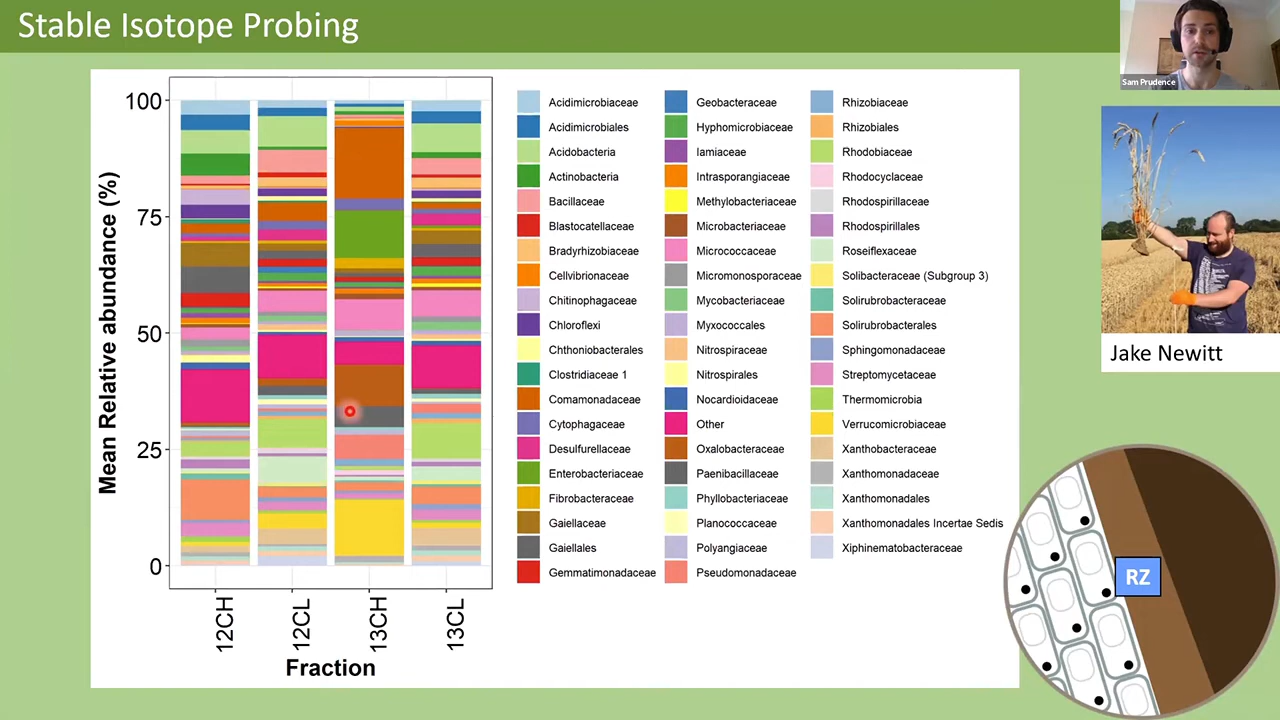 Stable Isotope Probing
Sam Prudence
Mean Relative abundance (%)
100
75
50
25
0
12CH
12CL
13CH
13CL
Fraction
Acidimicrobiaceae
Acidimicrobiales
Acidobacteria
Actinobacteria
Bacillaceae
Blastocatellaceae
Bradyrhizobiaceae
Cellvibrionaceae
Chitinophagaceae
Chloroflexi
Chthoniobacterales
Clostridiaceae 1
Comamonadaceae
Cytophagaceae
Desulfurellaceae
Enterobacteriaceae
Fibrobacteraceae
Gaiellaceae
Gaiellales
Gemmatimonadaceae
Geobacteraceae
Hyphomicrobiaceae
Iamiaceae
Intrasporangiaceae
Methylobacteriaceae
Microbacteriaceae
Micrococcaceae
Micromonosporaceae
Mycobacteriaceae
Myxococcales
Nitrospiraceae
Nitrospirales
Nocardioidaceae
Other
Oxalobacteraceae
Paenibacillaceae
Phyllobacteriaceae
Planococcaceae
Polyangiaceae
Pseudomonadaceae
Rhizobiaceae
Rhizobiales
Rhodobiaceae
Rhodocyclaceae
Rhodospirillaceae
Rhodospirillales
Roseiflexaceae
Solibacteraceae (Subgroup 3)
Solirubrobacteraceae
Solirubrobacterales
Sphingomonadaceae
Streptomycetaceae
Thermomicrobia
Verrucomicrobiaceae
Xanthobacteraceae
Xanthomonadaceae
Xanthomonadales
Xanthomonadales Incertae Sedis
Xiphinematobacteraceae
Jake Newitt
RZ